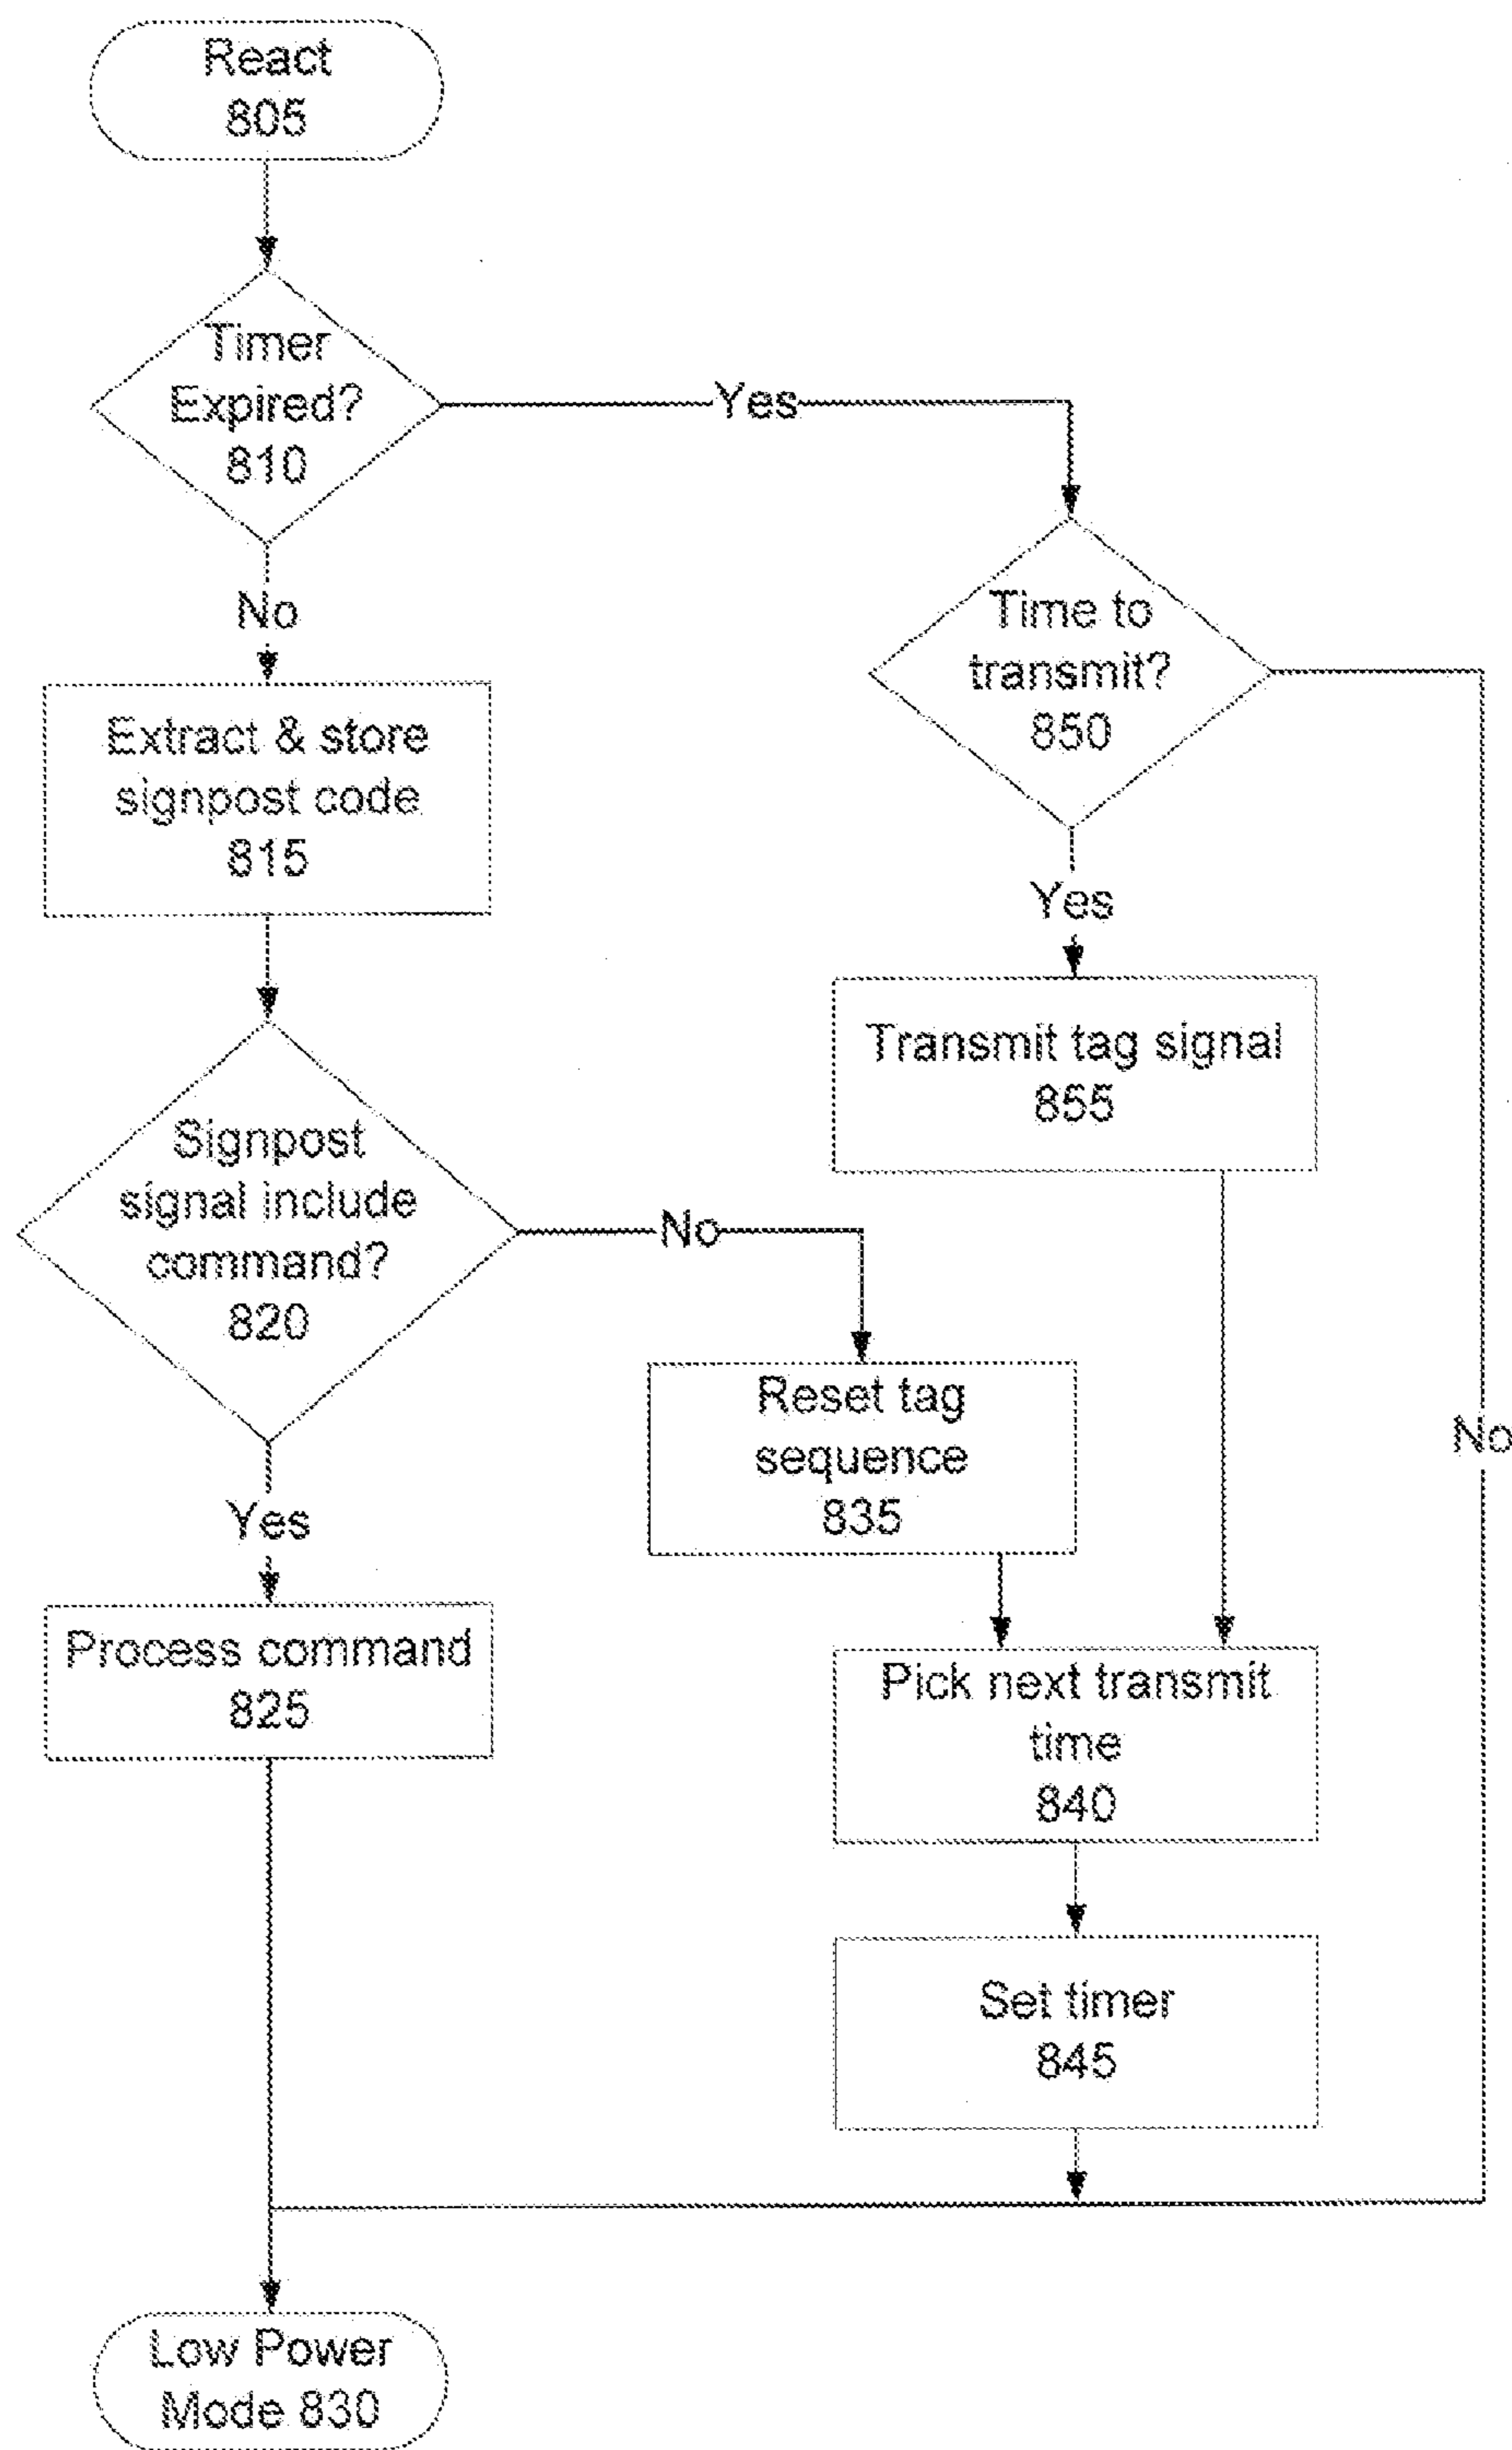 React
805
Timer
Expired?
810
Yes
No
Time to
transmit?
850
Extract & store
signpost code
815
Yes
Transmit tag signal
855
Signpost
signal include
command?
820
No
Reset tag
sequence
835
No
Yes
Process command
825
Pick next transmit
time
840
Set timer
845
Low Power
Mode 830